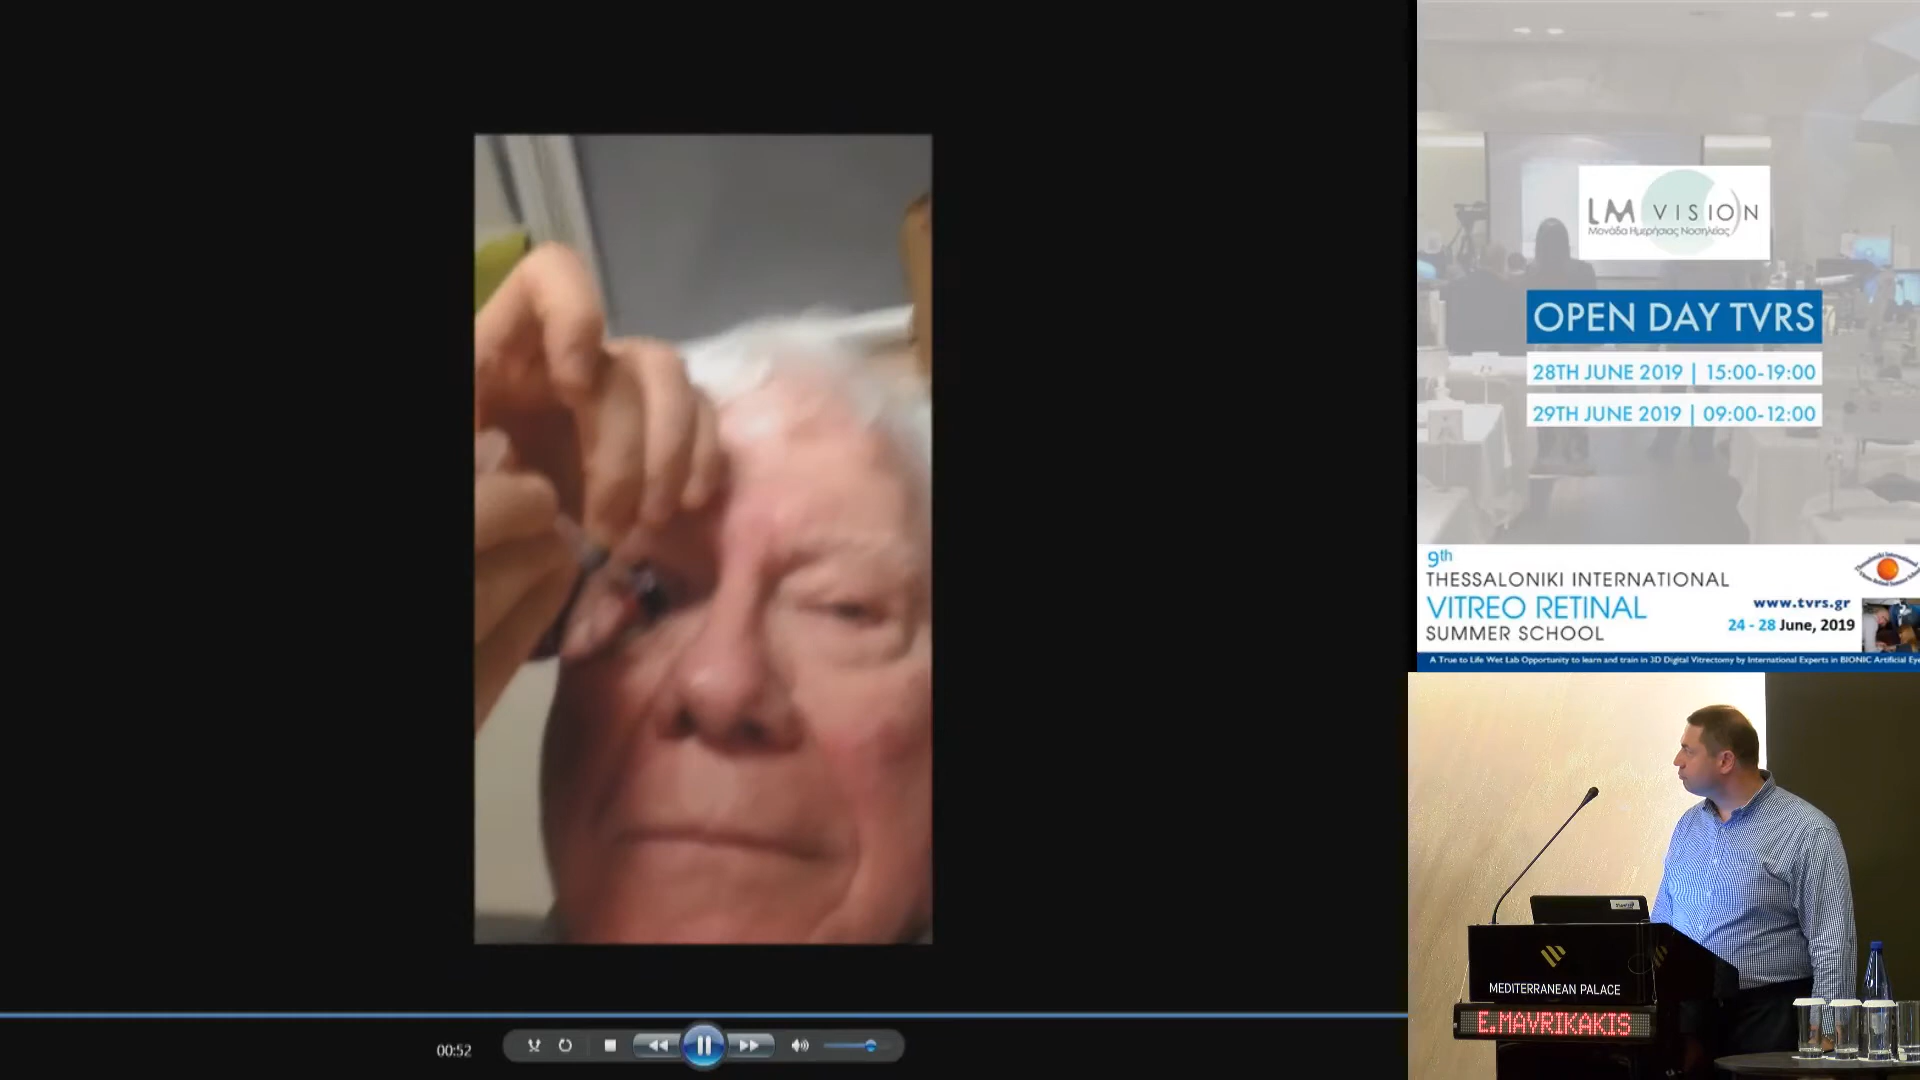 LM VISION
Μονάδα Ημερήσιας Νοσηλείας
OPEN DAY TVRS
28TH JUNE 2019 | 15:00-19:00
29TH JUNE 2019 | 09:00-12:00
9th
THESSALONIKI INTERNATIONAL
VITREO RETINAL
SUMMER SCHOOL
www.tvrs.gr
24 - 28 June, 2019
A True to Life Wet Lab Opportunity to learn and train in 3D Digital Vitrectomy by International Experts in BIONIC Artificial Eye
MEDITERRANEAN PALACE
E.MAVRIKAKIS
00:52